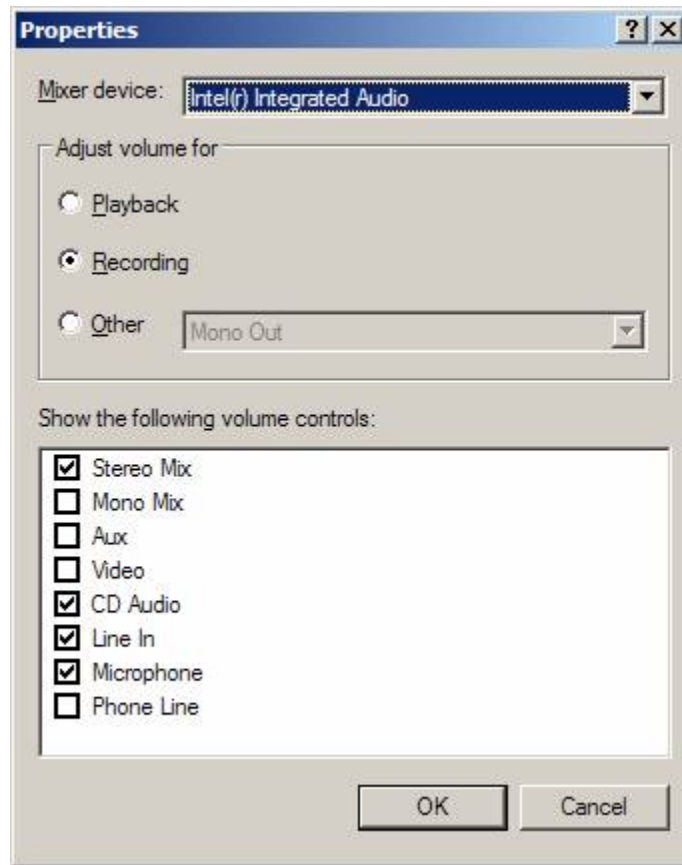 Properties
Mixer device: Intel(r) Integrated Audio
Adjust volume for
Playback
Recording
Other Mono Out
Show the following volume controls:
Stereo Mix
Mono Mix
Aux
Video
CD Audio
Line In
Microphone
Phone Line
OK Cancel